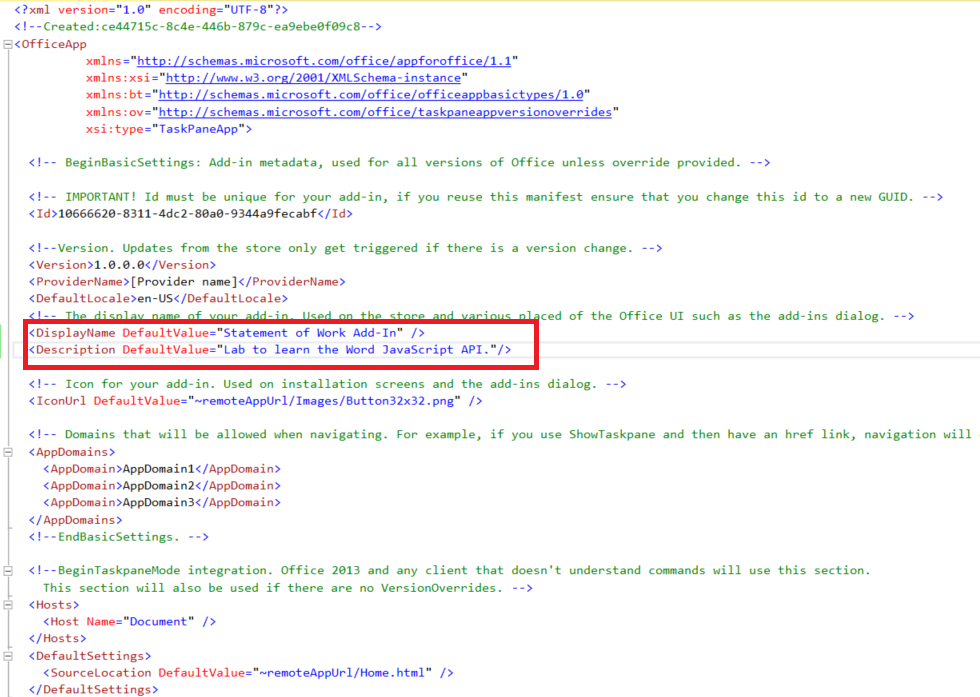 <?xml version="1.0" encoding="UTF-8"?>
<!--Created:ce44715c-8c4e-446b-879c-ea9ebe0f09c8-->
<OfficeApp
xmlns="http://schemas.microsoft.com/office/appforoffice/1.1"
xmlns:xsi="http://www.w3.org/2001/XMLSchema-instance"
xmlns:bt="http://schemas.microsoft.com/office/officeappbasictypes/1.0"
xmlns:ov="http://schemas.microsoft.com/office/taskpaneappversionoverrides"
xsi:type="TaskPaneApp">
<!-- BeginBasicSettings: Add-in metadata, used for all versions of Office unless override provided. -->
<!-- IMPORTANT! Id must be unique for your add-in, if you reuse this manifest ensure that you change this id to a new GUID. -->
<Id>10666620-8311-4dc2-80a0-9344a9fecabf</Id>
<!--Version. Updates from the store only get triggered if there is a version change. -->
<Version>1.0.0.0</Version>
<ProviderName>[Provider name]</ProviderName>
<DefaultLocale>en-US</DefaultLocale>
<!-- The display name of your add-in. Used on the store and various placed of the Office UI such as the add-ins dialog. -->
<DisplayName DefaultValue="Statement of Work Add-In" />
<Description DefaultValue="Lab to learn the Word JavaScript API."/>
<!-- Icon for your add-in. Used on installation screens and the add-ins dialog. -->
<IconUrl DefaultValue="~remoteAppUrl/Images/Button32x32.png" />
<!-- Domains that will be allowed when navigating. For example, if you use ShowTaskpane and then have an href link, navigation will
<AppDomains>
<AppDomain>AppDomain1</AppDomain>
<AppDomain>AppDomain2</AppDomain>
<AppDomain>AppDomain3</AppDomain>
</AppDomains>
<!--EndBasicSettings. -->
<!--BeginTaskpaneMode integration. Office 2013 and any client that doesn't understand commands will use this section.
This section will also be used if there are no VersionOverrides. -->
<Hosts>
<Host Name="Document" />
</Hosts>
<DefaultSettings>
<SourceLocation DefaultValue="~remoteAppUrl/Home.html" />
</DefaultSettings>